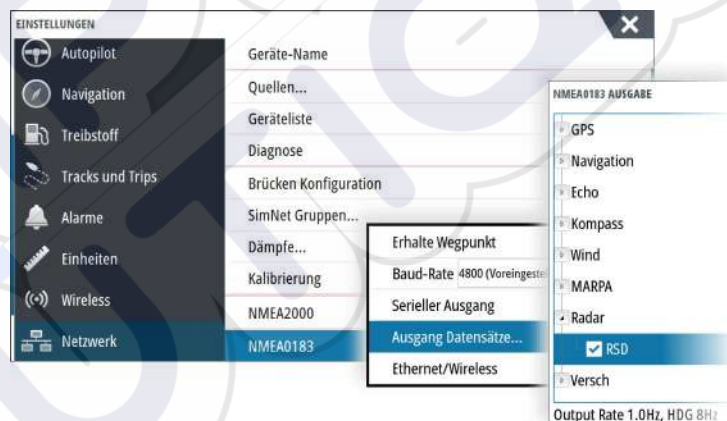 EINSTELLUNGEN
Autopilot
Navigation
Treibstoff
Tracks und Trips
Alarme
Einheiten
Wireless
Netzwerk
Geräte-Name
Quellen...
Geräteliste
Diagnose
Brücken Konfiguration
SimNet Gruppen...
Dämpfe...
Kalibrierung
NMEA2000
NMEA0183
Erhalte Wegpunkt
Baud-Rate 4800
Serieller Ausgang
Ausgang Datensätze...
Ethernet/Wireless
NMEA0183 AUSGABE
GPS
Navigation
Echo
Kompass
Wind
MARPA
Radar
RSD
Versch
Output Rate 1.0Hz, HDG 8Hz